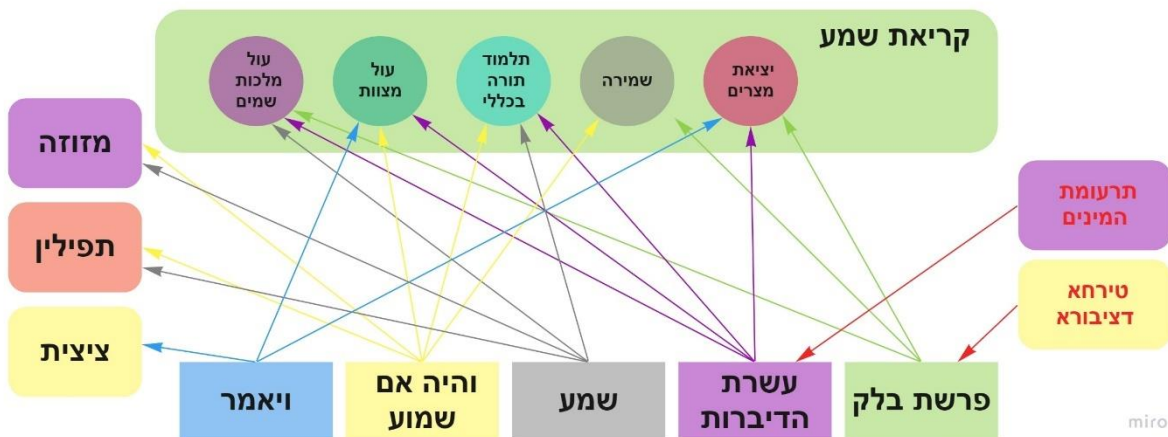 קריאת שמע
יציאת
מצרים
שמירה
תלמוד
תורה
בכללי
עול
מצוות
עול
מלכות
שמים
מזוזה
תפילין
ציצית
תרעומת
המינים
טירחא
דציבורא
פרשת בלק
עשרת
הדיברות
שמע
והיה אם
שמוע
ויאמר
miro